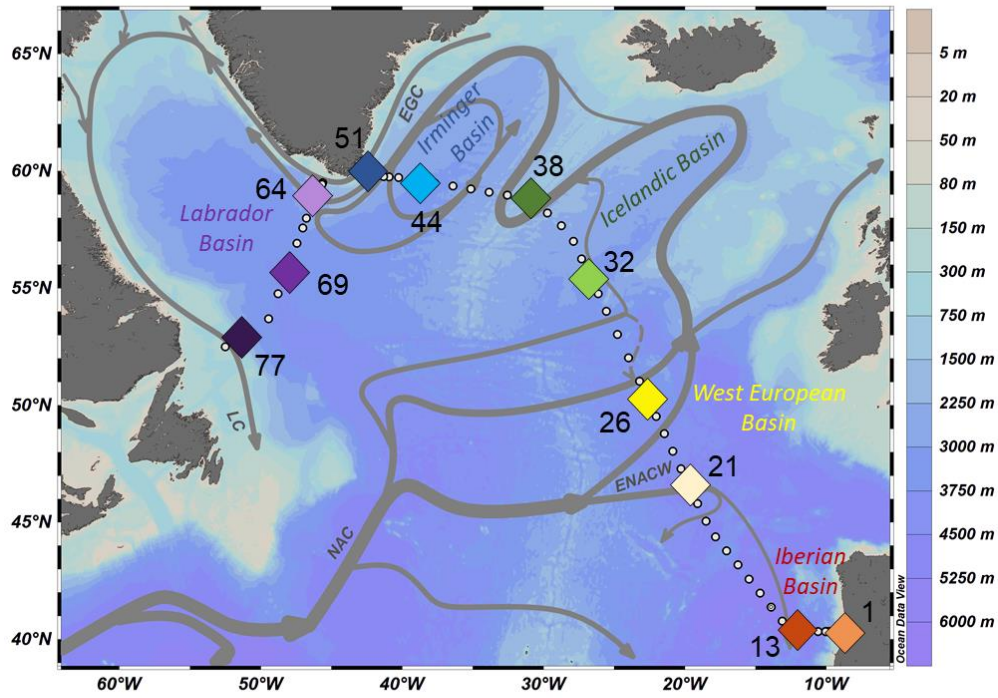 65°N
60°N
55°N
50°N
45°N
40°N
60°W
50°W
40°W
30°W
20°W
10°W
EGC
Irminger
Basin
51
44
38
64
Labrador
Basin
69
77
LC
Icelandic Basin
32
26
West European
Basin
21
ENACW
NAC
Iberian
Basin
13
1
Ocean Data View
5 m
20 m
50 m
80 m
150 m
300 m
750 m
1500 m
2250 m
3000 m
3750 m
4500 m
5250 m
6000 m